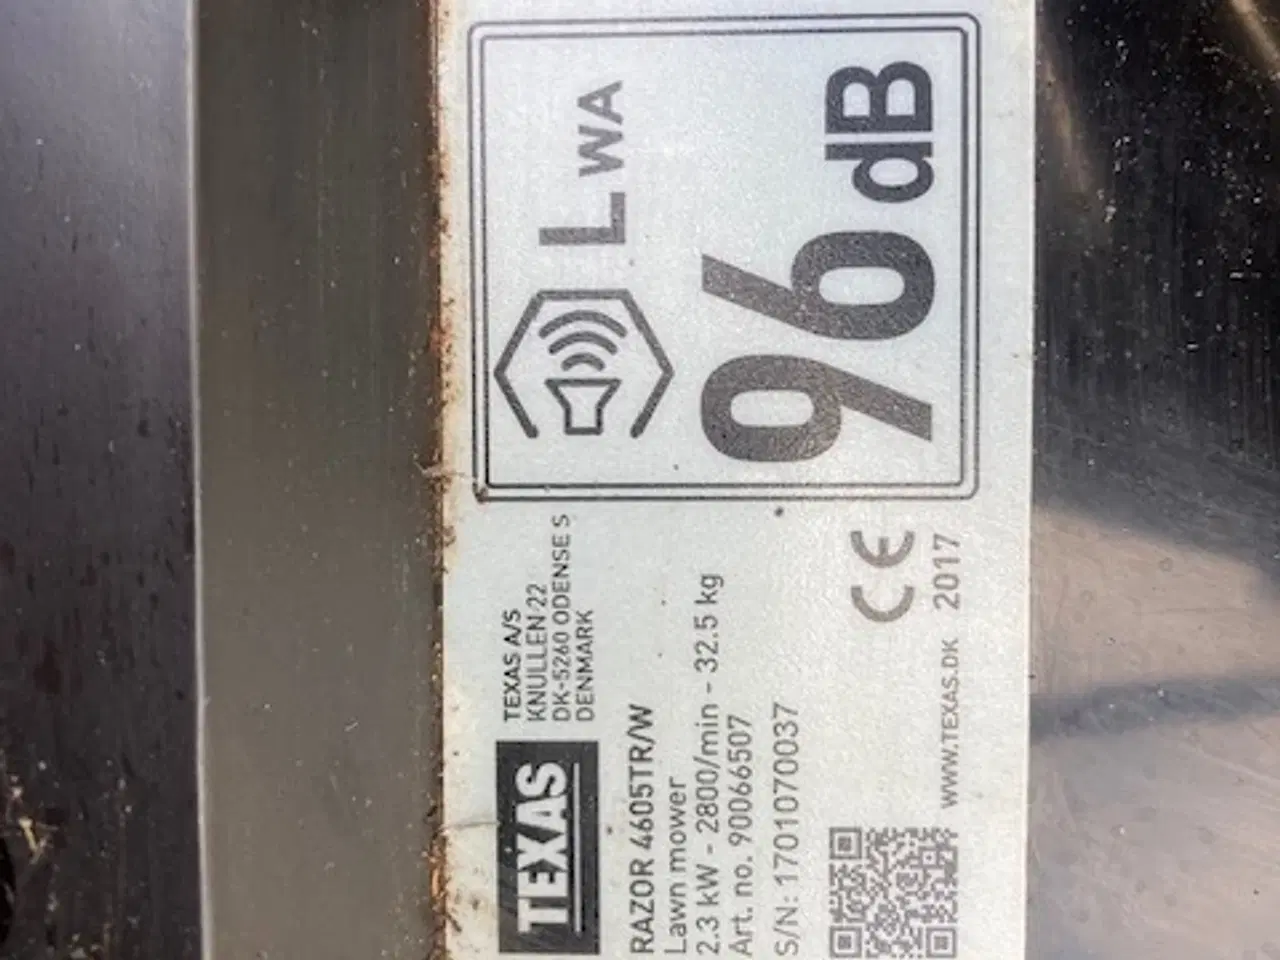 TEXAS
TEXAS A/S
KNULLEN 22
DK-5260 ODENSE S
DENMARK
RAZOR 4605TR/W
Lawn mower
2.3 kW - 2800/min - 32.5 kg
Art. no. 90066507
S/N: 1701070037
WWW.TEXAS.DK 2017
CE
LWA
96 dB